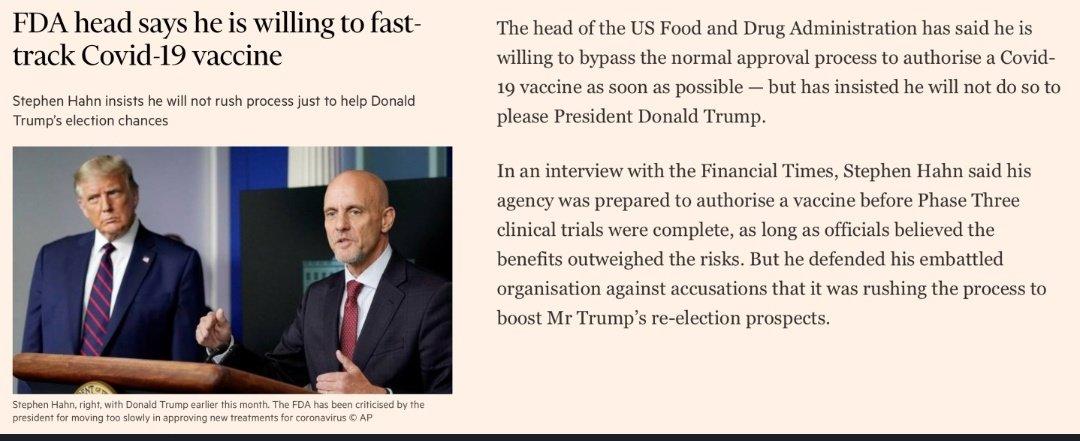 FDA head says he is willing to fast-
track Covid-19 vaccine
Stephen Hahn insists he will not rush process just to help Donald
Trump's election chances
Stephen Hahn, right, with Donald Trump earlier this month. The FDA has been criticised by the
president for moving too slowly in approving new treatments for coronavirus © AP
The head of the US Food and Drug Administration has said he is
willing to bypass the normal approval process to authorise a Covid-
19 vaccine as soon as possible — but has insisted he will not do so to
please President Donald Trump.
In an interview with the Financial Times, Stephen Hahn said his
agency was prepared to authorise a vaccine before Phase Three
clinical trials were complete, as long as officials believed the
benefits outweighed the risks. But he defended his embattled
organisation against accusations that it was rushing the process to
boost Mr Trump's re-election prospects.